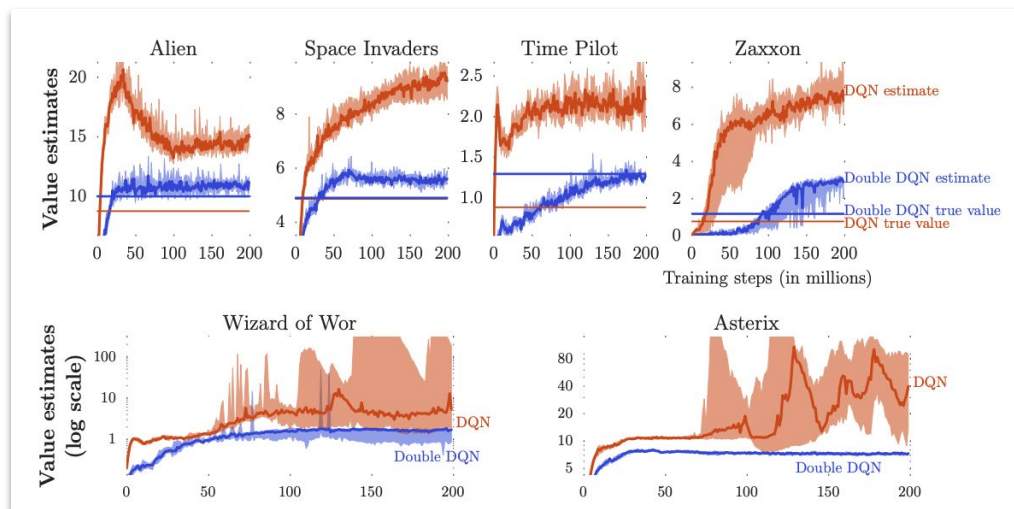 Alien
Space Invaders
Time Pilot
Zaxxon
Value estimates
20
15
10
0 50 100 150 200
8
6
4
0 50 100 150 200
2.5
2.0
1.5
1.0
0 50 100 150 200
8
6
4
2
0
0 50 100 150 200
DQN estimate
Double DQN estimate
Double DQN true value
DQN true value
Training steps (in millions)
Wizard of Wor
Asterix
Value estimates
(log scale)
100
10
1
0 50 100 150 200
DQN
Double DQN
80
40
20
10
5
0 50 100 150 200
DQN
Double DQN